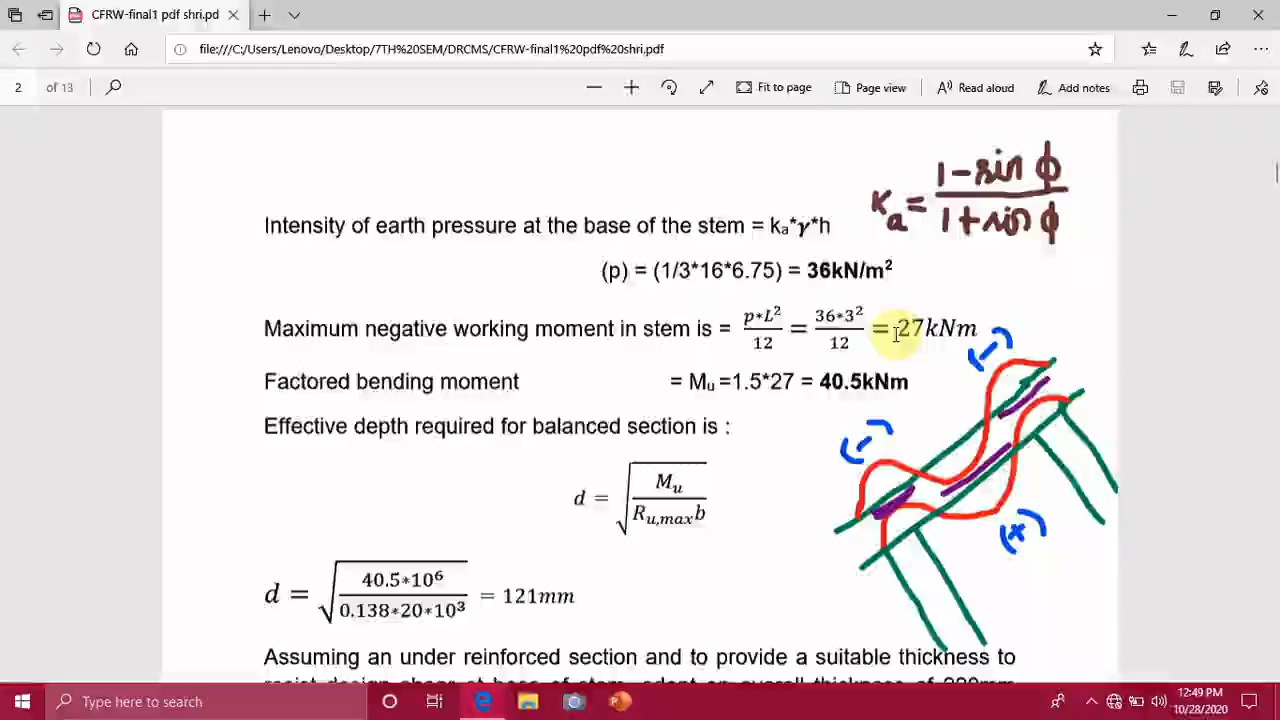 CFRW-final1 pdf shri.pd
file:///C:/Users/Lenovo/Desktop/7TH%20SEM/DRCMS/CFRW-final1%20pdf%20shri.pdf
2 of 13
Fit to page
Page view
Read aloud
Add notes
Ka = (1 - sin ϕ)/(1 + sin ϕ)
Intensity of earth pressure at the base of the stem = kₐ*γ*h
(p) = (1/3*16*6.75) = 36kN/m²
Maximum negative working moment in stem is = p*L²/12 = 36*3²/12 = 27kNm
(-)
Factored bending moment = Mᵤ =1.5*27 = 40.5kNm
Effective depth required for balanced section is :
(-)
d = √(Mᵤ/(Rᵤ,ₘₐₓb))
(+)
d = √(40.5*10⁶/(0.138*20*10³)) = 121mm
Assuming an under reinforced section and to provide a suitable thickness to
Type here to search
12:49 PM
10/28/2020